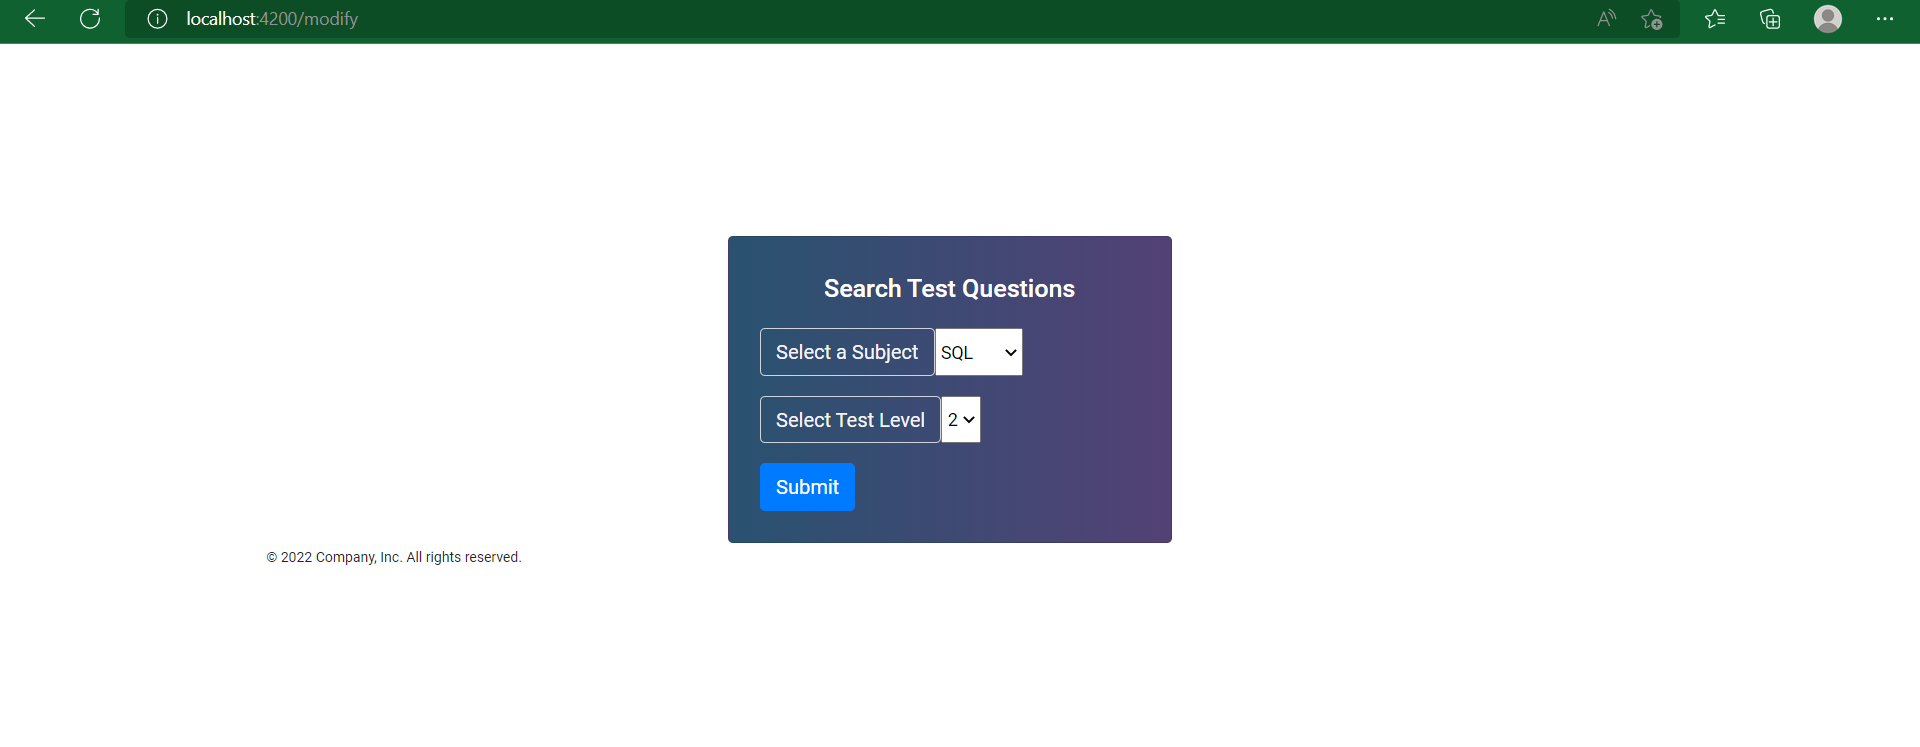 localhost:4200/modify
Search Test Questions
Select a Subject SQL
Select Test Level 2
Submit
© 2022 Company, Inc. All rights reserved.